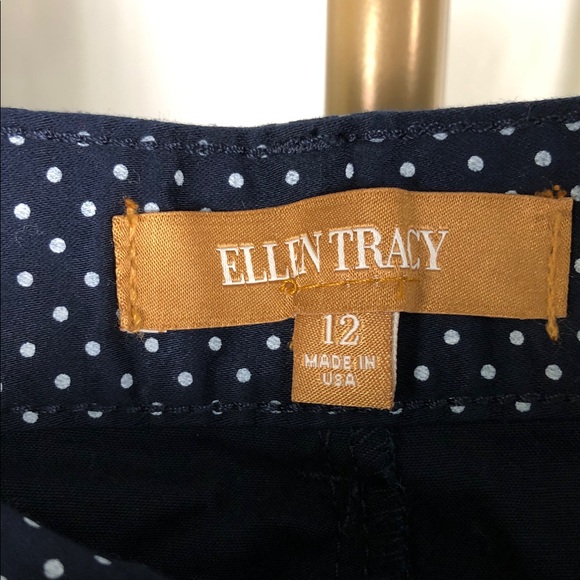 ELLEN TRACY
12
MADE IN
USA